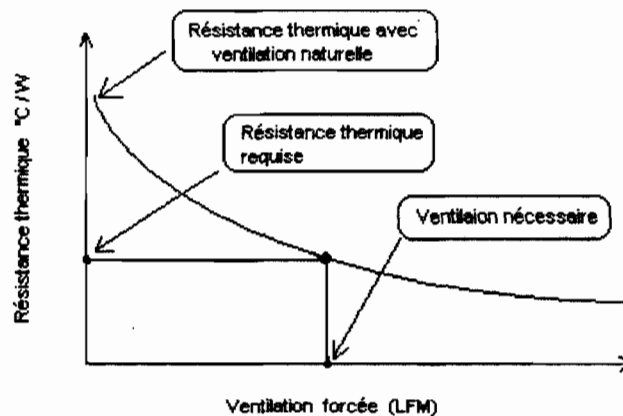 Résistance thermique avec
ventilation naturelle
Résistance thermique
requise
Ventilaion nécessaire
Résistance thermique °C/W
Ventilation forcée (LFM)